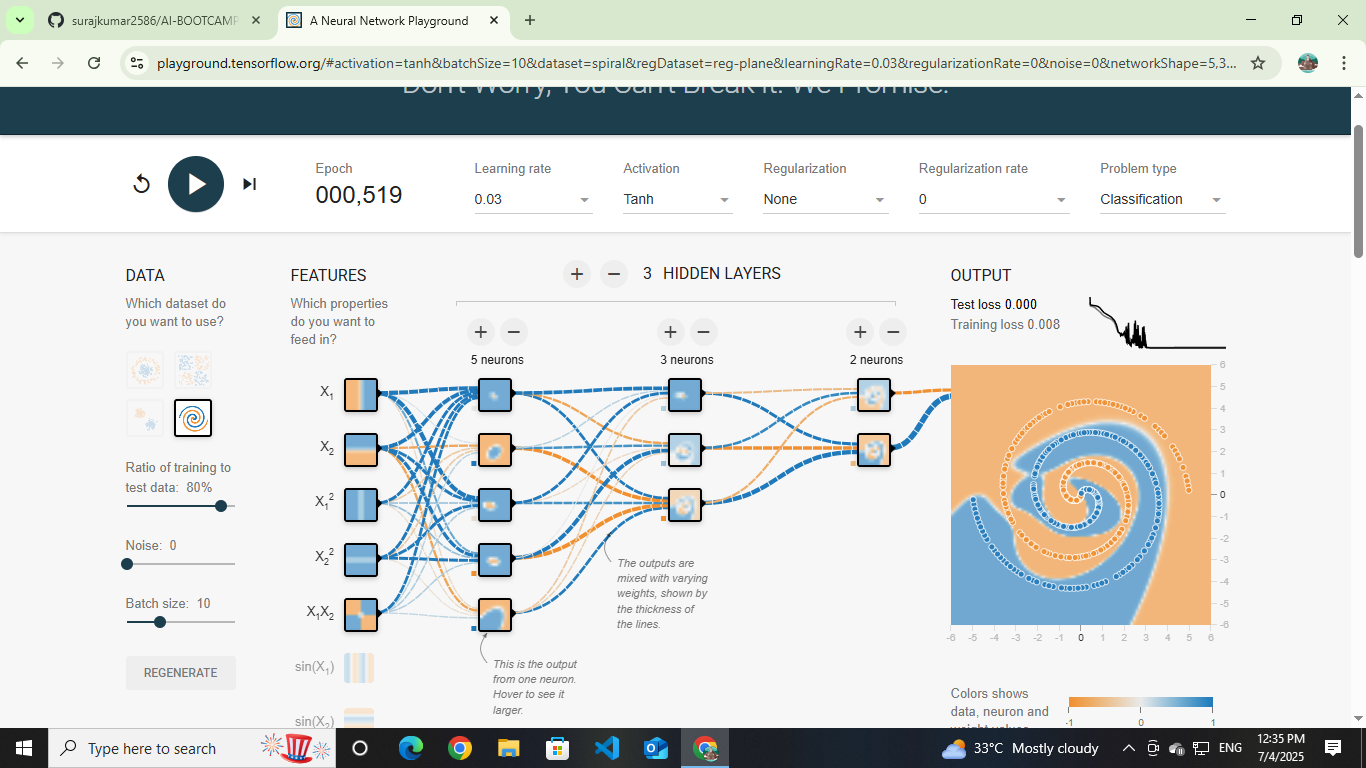 surajkumar2586/AI-BOOTCAMP
A Neural Network Playground
playground.tensorflow.org/#activation=tanh&batchSize=10&dataset=spiral&regDataset=reg-plane&learningRate=0.03&regularizationRate=0&noise=0&networkShape=5,3...
Don't Worry, You Can't Break It. We Promise.
Epoch
000,519
Learning rate
0.03
Activation
Tanh
Regularization
None
Regularization rate
0
Problem type
Classification
DATA
Which dataset do
you want to use?
Ratio of training to
test data: 80%
Noise: 0
Batch size: 10
REGENERATE
FEATURES
Which properties
do you want to
feed in?
X1
X2
X1²
X2²
X1X2
sin(X1)
sin(X2)
+ − 3 HIDDEN LAYERS
+ −
5 neurons
+ −
3 neurons
+ −
2 neurons
The outputs are
mixed with varying
weights, shown by
the thickness of
the lines.
This is the output
from one neuron.
Hover to see it
larger.
OUTPUT
Test loss 0.000
Training loss 0.008
6
5
4
3
2
1
0
-1
-2
-3
-4
-5
-6
-6 -5 -4 -3 -2 -1 0 1 2 3 4 5 6
Colors shows
data, neuron and
weight values.
-1 0 1
Type here to search
33°C Mostly cloudy
ENG
12:35 PM
7/4/2025